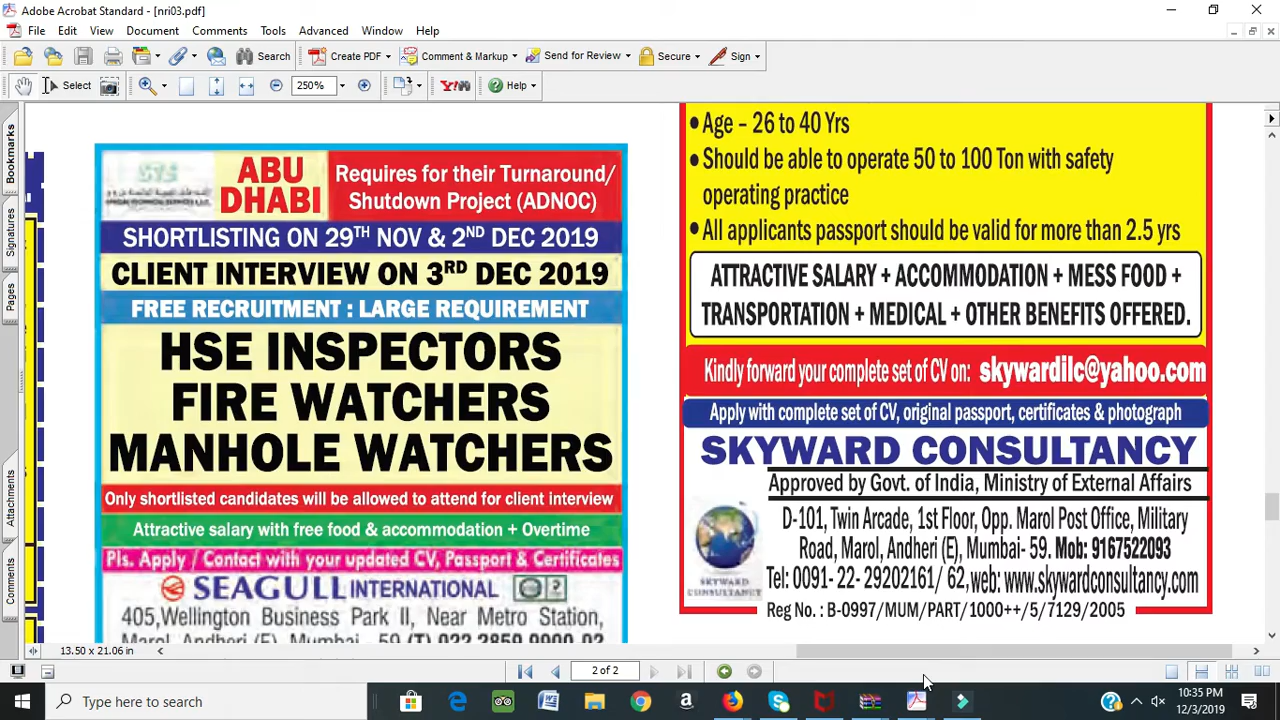 Adobe Acrobat Standard - [nri03.pdf]
File Edit View Document Comments Tools Advanced Window Help
Search Create PDF Comment & Markup Send for Review Secure Sign
Select 250% Y! Help
Bookmarks
Signatures
Pages
Attachments
Comments
ABU DHABI
Requires for their Turnaround/
Shutdown Project (ADNOC)
SHORTLISTING ON 29TH NOV & 2ND DEC 2019
CLIENT INTERVIEW ON 3RD DEC 2019
FREE RECRUITMENT : LARGE REQUIREMENT
HSE INSPECTORS
FIRE WATCHERS
MANHOLE WATCHERS
Only shortlisted candidates will be allowed to attend for client interview
Attractive salary with free food & accommodation + Overtime
Pls. Apply / Contact with your updated CV, Passport & Certificates
SEAGULL INTERNATIONAL
405,Wellington Business Park II, Near Metro Station,
Marol, Andheri (E), Mumbai - 59
• Age – 26 to 40 Yrs
• Should be able to operate 50 to 100 Ton with safety
operating practice
• All applicants passport should be valid for more than 2.5 yrs
ATTRACTIVE SALARY + ACCOMMODATION + MESS FOOD +
TRANSPORTATION + MEDICAL + OTHER BENEFITS OFFERED.
Kindly forward your complete set of CV on: skywardilc@yahoo.com
Apply with complete set of CV, original passport, certificates & photograph
SKYWARD CONSULTANCY
Approved by Govt. of India, Ministry of External Affairs
SKYWARD
CONSULTANCY
D-101, Twin Arcade, 1st Floor, Opp. Marol Post Office, Military
Road, Marol, Andheri (E), Mumbai- 59. Mob: 9167522093
Tel: 0091- 22- 29202161/ 62,web: www.skywardconsultancy.com
Reg No. : B-0997/MUM/PART/1000++/5/7129/2005
13.50 x 21.06 in
2 of 2
Type here to search
10:35 PM
12/3/2019